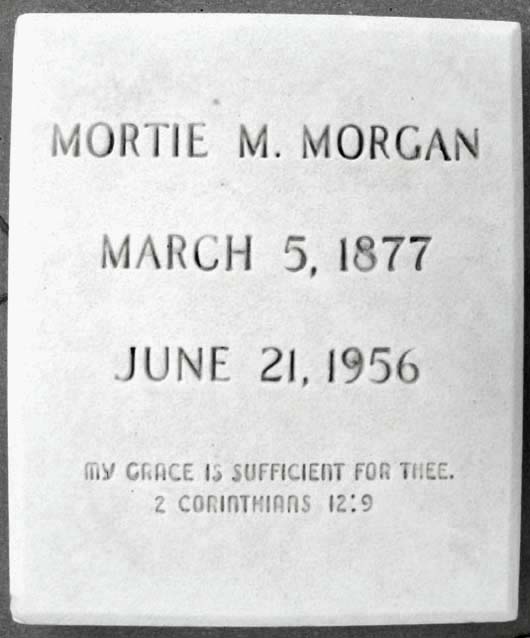 MORTIE M. MORGAN
MARCH 5, 1877
JUNE 21, 1956
MY GRACE IS SUFFICIENT FOR THEE.
2 CORINTHIANS 12:9